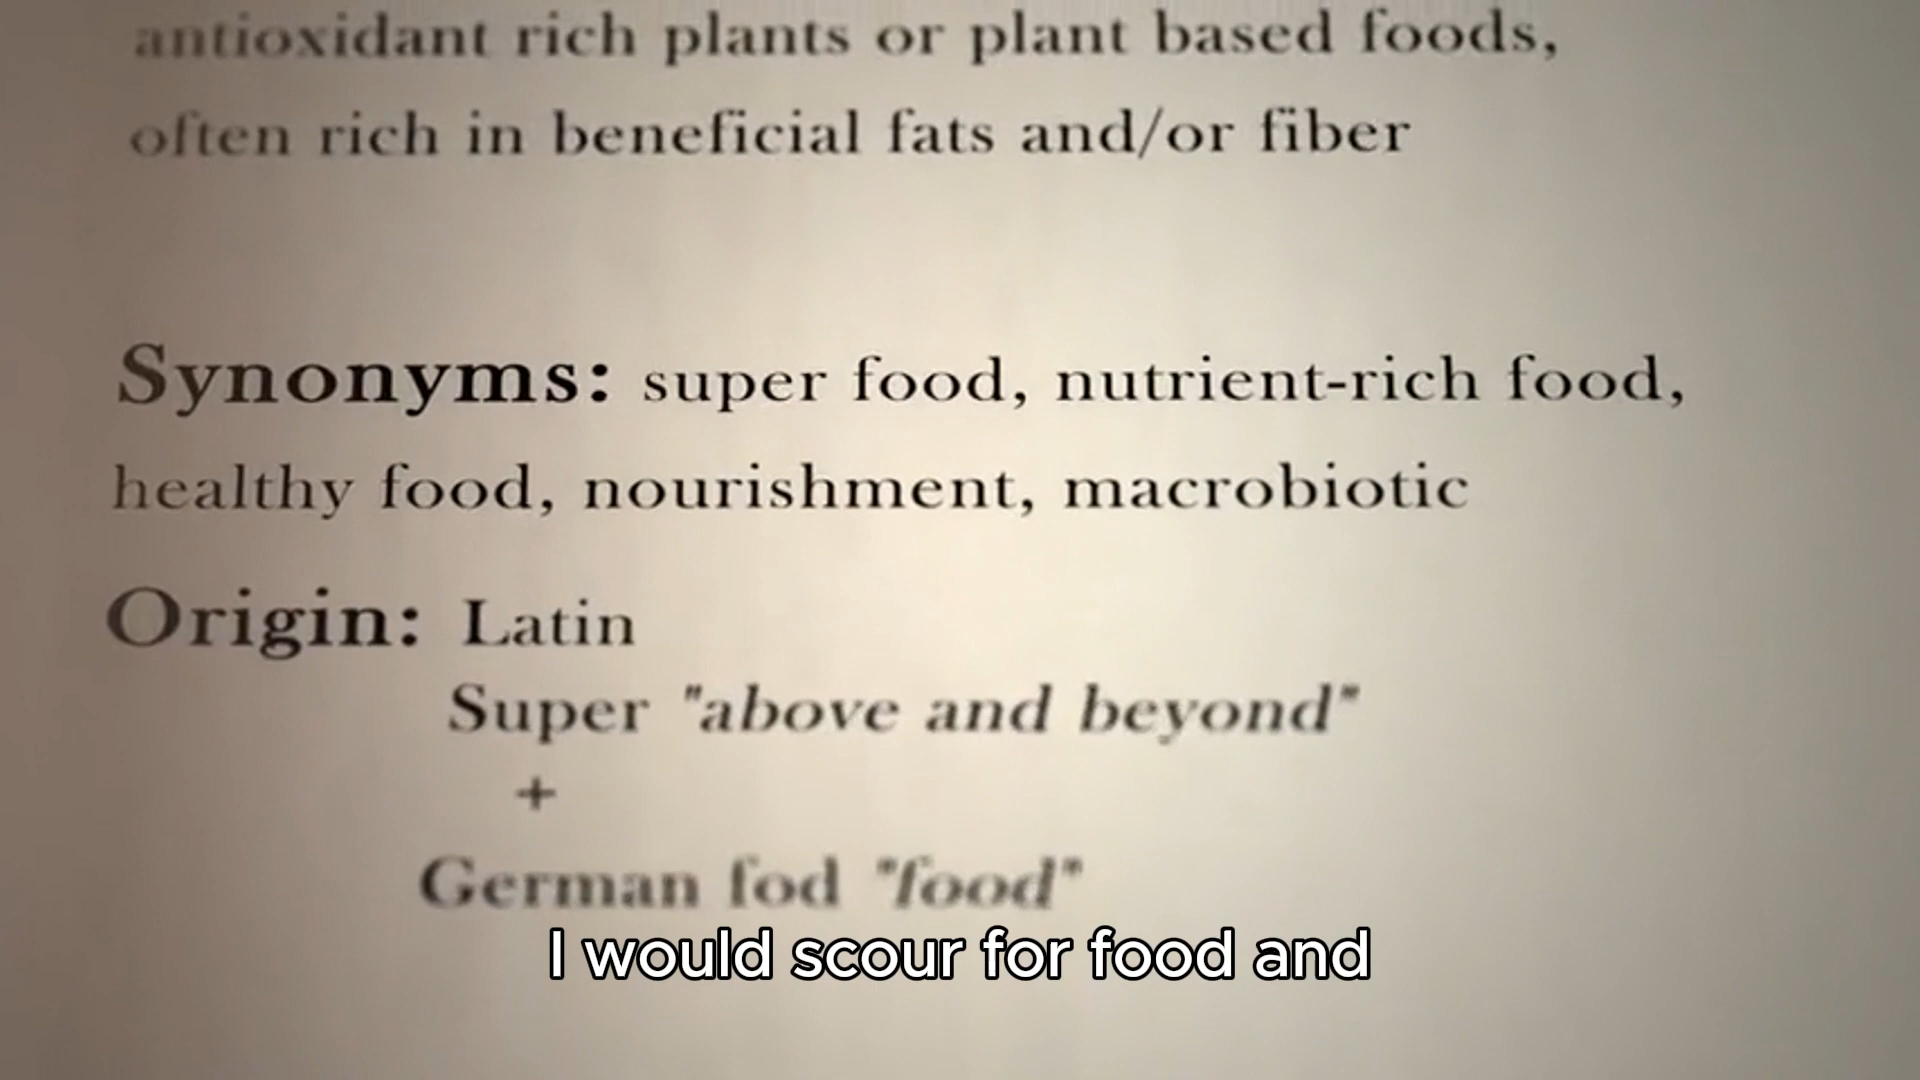 antioxidant rich plants or plant based foods,
often rich in beneficial fats and/or fiber
Synonyms: super food, nutrient-rich food,
healthy food, nourishment, macrobiotic
Origin: Latin
Super "above and beyond"
+
German fod "food"
I would scour for food and